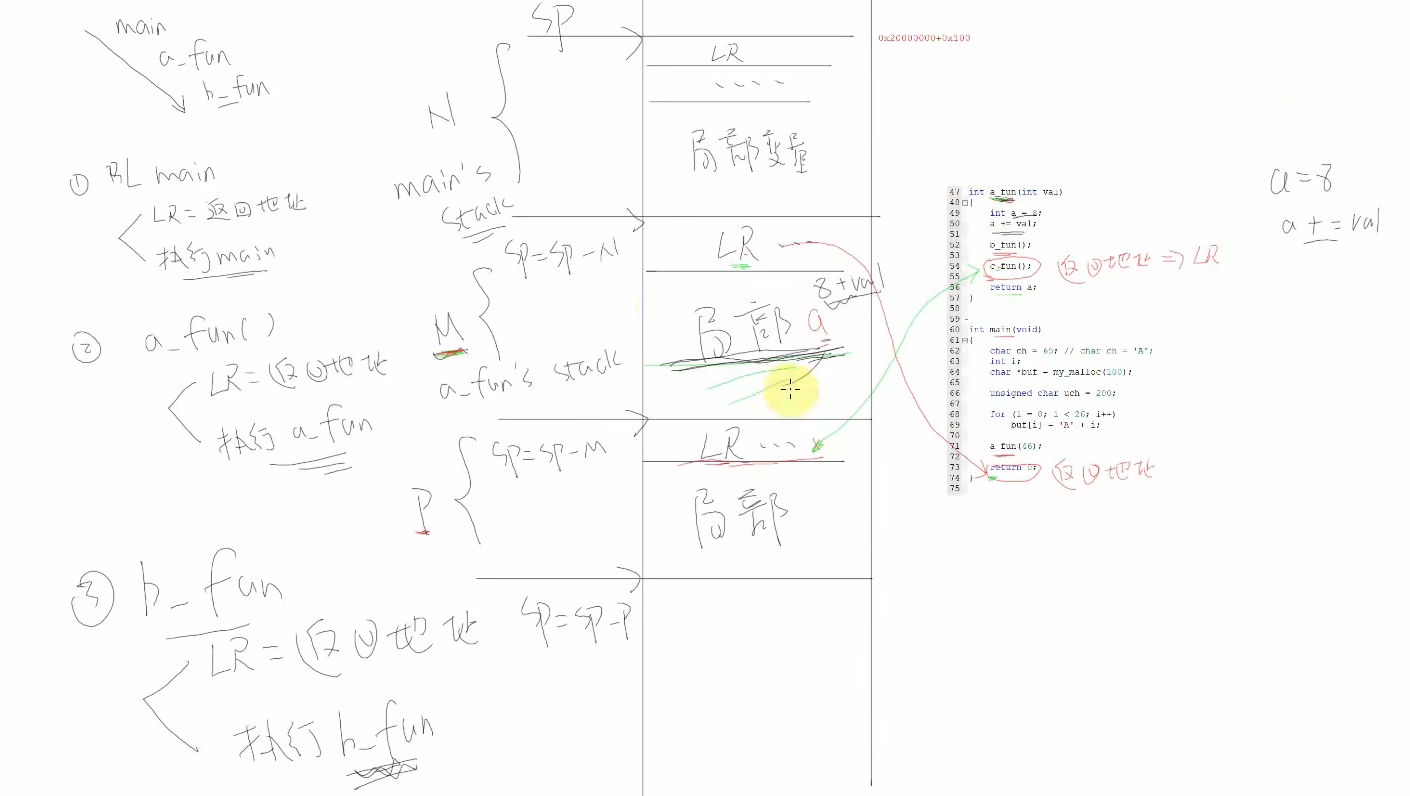 main
a_fun
b_fun
① BL main
LR=返回地址
执行main
② a_fun()
LR=返回地址
执行 a_fun
③ b_fun
LR=返回地址
执行 b_fun
SP
N
main's
stack
SP=SP-N
M
a_fun's stack
SP=SP-M
P
SP=SP-P
0x20000000+0x100
LR
....
局部变量
LR
8+val
局部 a
LR ...
局部
47 int a_fun(int val)
48 {
49 int a = 8;
50 a += val;
51
52 b_fun();
53
54 c_fun();
55
56 return a;
57 }
58
59
60 int main(void)
61 {
62 char ch = 65; // char ch = 'A';
63 int i;
64 char *buf = my_malloc(100);
65
66 unsigned char uch = 200;
67
68 for (i = 0; i < 26; i++)
69 buf[i] = 'A' + i;
70
71 a_fun(46);
72
73 return 0;
74 }
75
返回地址 => LR
返回地址
a=8
a+=val